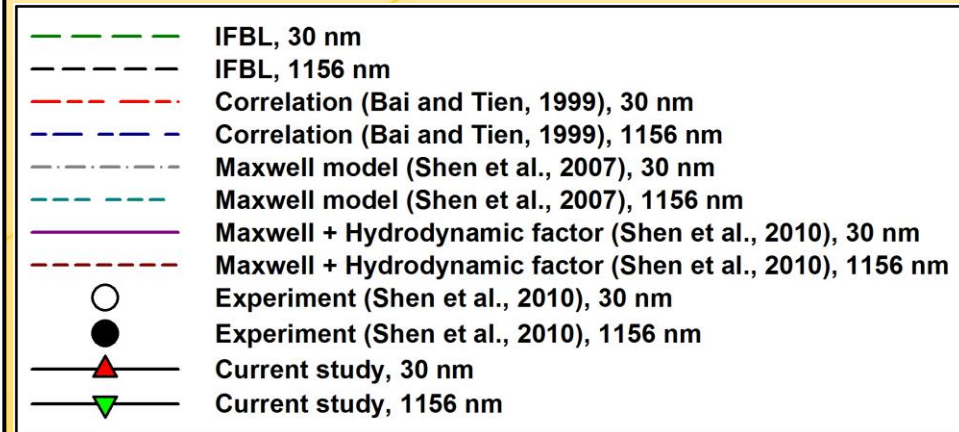 IFBL, 30 nm
IFBL, 1156 nm
Correlation (Bai and Tien, 1999), 30 nm
Correlation (Bai and Tien, 1999), 1156 nm
Maxwell model (Shen et al., 2007), 30 nm
Maxwell model (Shen et al., 2007), 1156 nm
Maxwell + Hydrodynamic factor (Shen et al., 2010), 30 nm
Maxwell + Hydrodynamic factor (Shen et al., 2010), 1156 nm
Experiment (Shen et al., 2010), 30 nm
Experiment (Shen et al., 2010), 1156 nm
Current study, 30 nm
Current study, 1156 nm